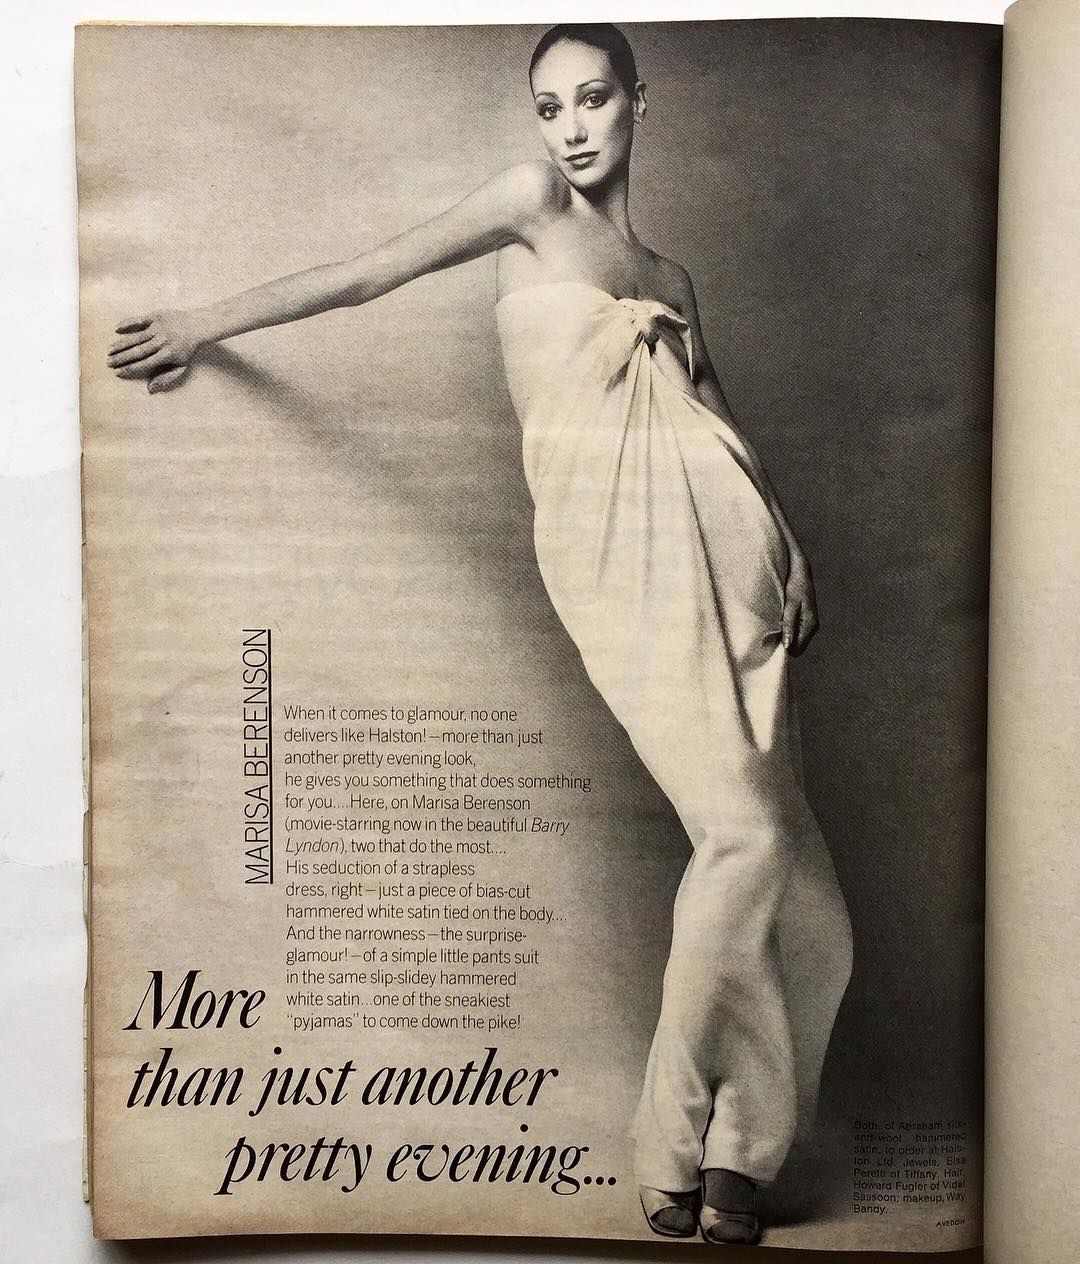 MARISA BERENSON
When it comes to glamour, no one
delivers like Halston!—more than just
another pretty evening look,
he gives you something that does something
for you....Here, on Marisa Berenson
(movie-starring now in the beautiful Barry
Lyndon), two that do the most....
His seduction of a strapless
dress, right—just a piece of bias-cut
hammered white satin tied on the body....
And the narrowness—the surprise-
glamour!—of a simple little pants suit
in the same slip-slidey hammered
white satin...one of the sneakiest
"pyjamas" to come down the pike!
More
than just another
pretty evening...
Both, of Abraham silk-
and-wool hammered
satin, to order at Hals-
ton Ltd. Jewels, Elsa
Peretti of Tiffany. Hair,
Howard Fugler of Vidal
Sassoon; makeup, Way
Bandy.
AVEDON